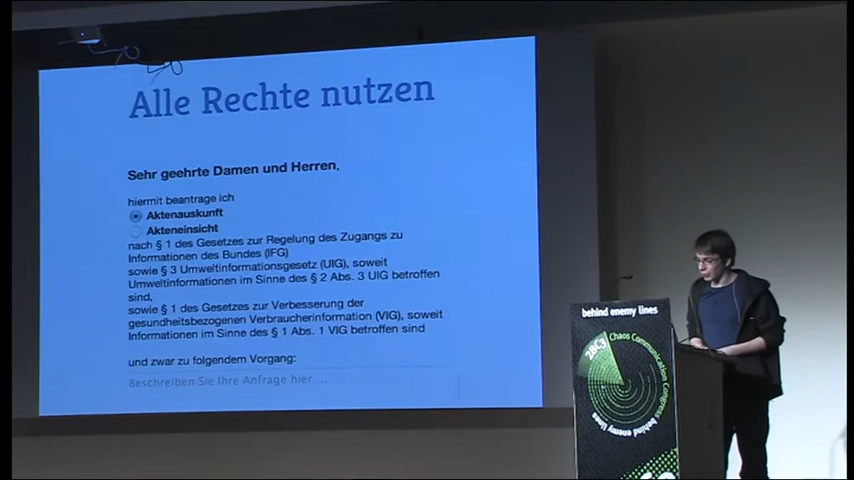 Alle Rechte nutzen
Sehr geehrte Damen und Herren,
hiermit beantrage ich
Aktenauskunft
Akteneinsicht
nach § 1 des Gesetzes zur Regelung des Zugangs zu
Informationen des Bundes (IFG)
sowie § 3 Umweltinformationsgesetz (UIG), soweit
Umweltinformationen im Sinne des § 2 Abs. 3 UIG betroffen
sind,
sowie § 1 des Gesetzes zur Verbesserung der
gesundheitsbezogenen Verbraucherinformation (VIG), soweit
Informationen im Sinne des § 1 Abs. 1 VIG betroffen sind
und zwar zu folgendem Vorgang:
Beschreiben Sie Ihre Anfrage hier ...
behind enemy lines
28C3
Chaos Communication Congress
behind enemy lines